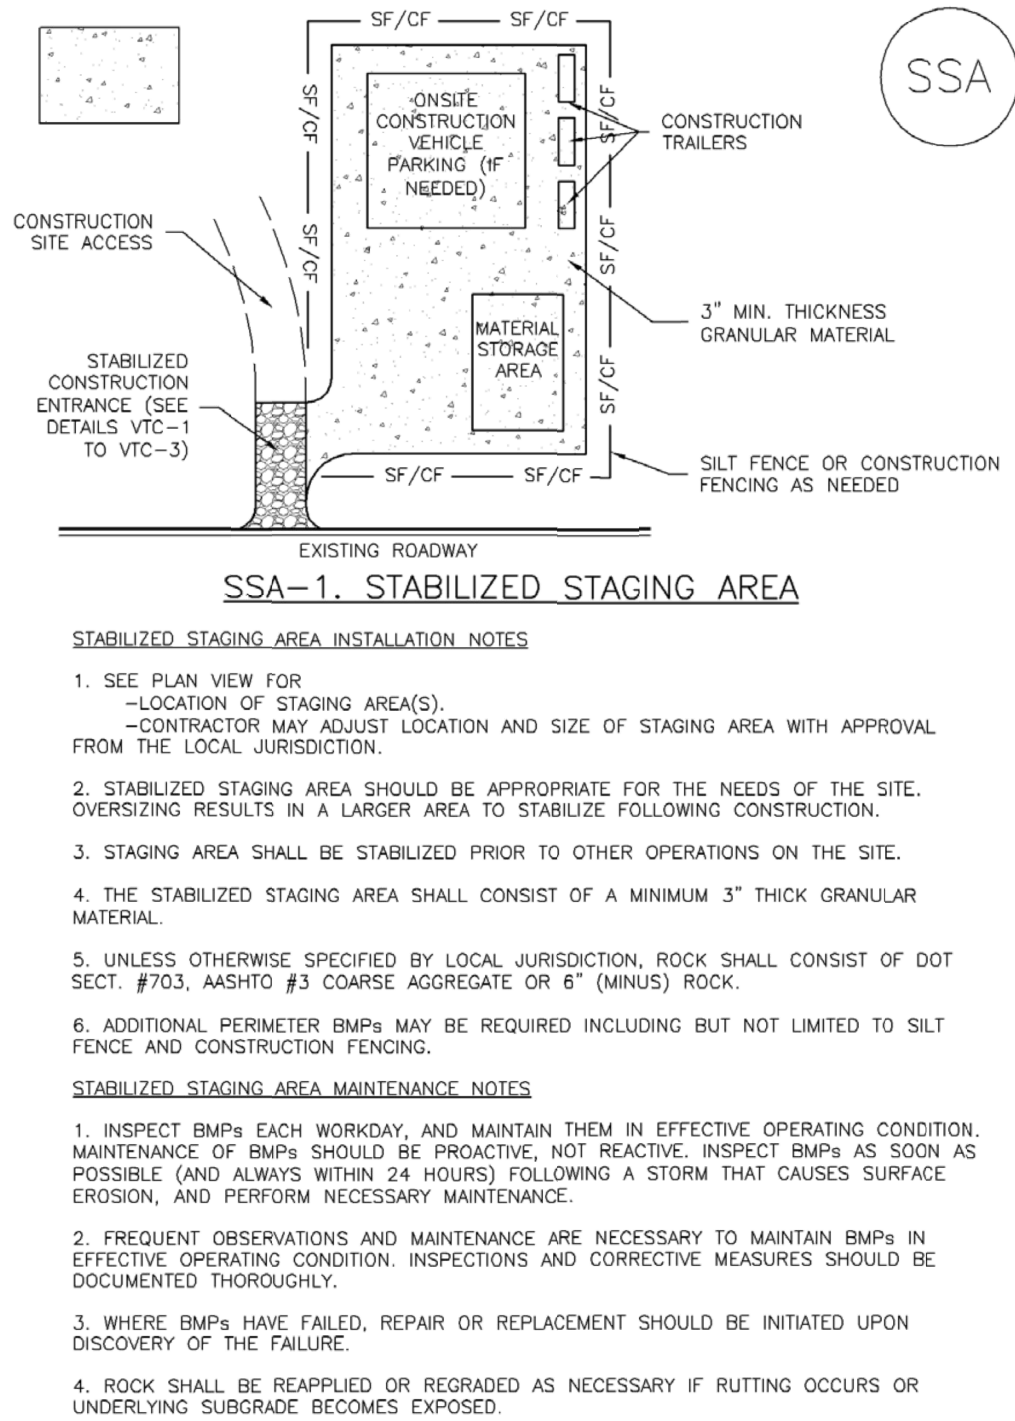 SF/CF SF/CF
SSA
SF/CF
SF/CF
ONSITE
CONSTRUCTION
VEHICLE
PARKING (IF
NEEDED)
CONSTRUCTION
TRAILERS
CONSTRUCTION
SITE ACCESS
SF/CF
SF/CF
3" MIN. THICKNESS
GRANULAR MATERIAL
MATERIAL
STORAGE
AREA
STABILIZED
CONSTRUCTION
ENTRANCE (SEE
DETAILS VTC-1
TO VTC-3)
SF/CF
SF/CF SF/CF
SILT FENCE OR CONSTRUCTION
FENCING AS NEEDED
EXISTING ROADWAY
SSA-1. STABILIZED STAGING AREA
STABILIZED STAGING AREA INSTALLATION NOTES
1. SEE PLAN VIEW FOR
-LOCATION OF STAGING AREA(S).
-CONTRACTOR MAY ADJUST LOCATION AND SIZE OF STAGING AREA WITH APPROVAL
FROM THE LOCAL JURISDICTION.
2. STABILIZED STAGING AREA SHOULD BE APPROPRIATE FOR THE NEEDS OF THE SITE.
OVERSIZING RESULTS IN A LARGER AREA TO STABILIZE FOLLOWING CONSTRUCTION.
3. STAGING AREA SHALL BE STABILIZED PRIOR TO OTHER OPERATIONS ON THE SITE.
4. THE STABILIZED STAGING AREA SHALL CONSIST OF A MINIMUM 3" THICK GRANULAR
MATERIAL.
5. UNLESS OTHERWISE SPECIFIED BY LOCAL JURISDICTION, ROCK SHALL CONSIST OF DOT
SECT. #703, AASHTO #3 COARSE AGGREGATE OR 6" (MINUS) ROCK.
6. ADDITIONAL PERIMETER BMPs MAY BE REQUIRED INCLUDING BUT NOT LIMITED TO SILT
FENCE AND CONSTRUCTION FENCING.
STABILIZED STAGING AREA MAINTENANCE NOTES
1. INSPECT BMPs EACH WORKDAY, AND MAINTAIN THEM IN EFFECTIVE OPERATING CONDITION.
MAINTENANCE OF BMPs SHOULD BE PROACTIVE, NOT REACTIVE. INSPECT BMPs AS SOON AS
POSSIBLE (AND ALWAYS WITHIN 24 HOURS) FOLLOWING A STORM THAT CAUSES SURFACE
EROSION, AND PERFORM NECESSARY MAINTENANCE.
2. FREQUENT OBSERVATIONS AND MAINTENANCE ARE NECESSARY TO MAINTAIN BMPs IN
EFFECTIVE OPERATING CONDITION. INSPECTIONS AND CORRECTIVE MEASURES SHOULD BE
DOCUMENTED THOROUGHLY.
3. WHERE BMPs HAVE FAILED, REPAIR OR REPLACEMENT SHOULD BE INITIATED UPON
DISCOVERY OF THE FAILURE.
4. ROCK SHALL BE REAPPLIED OR REGRADED AS NECESSARY IF RUTTING OCCURS OR
UNDERLYING SUBGRADE BECOMES EXPOSED.